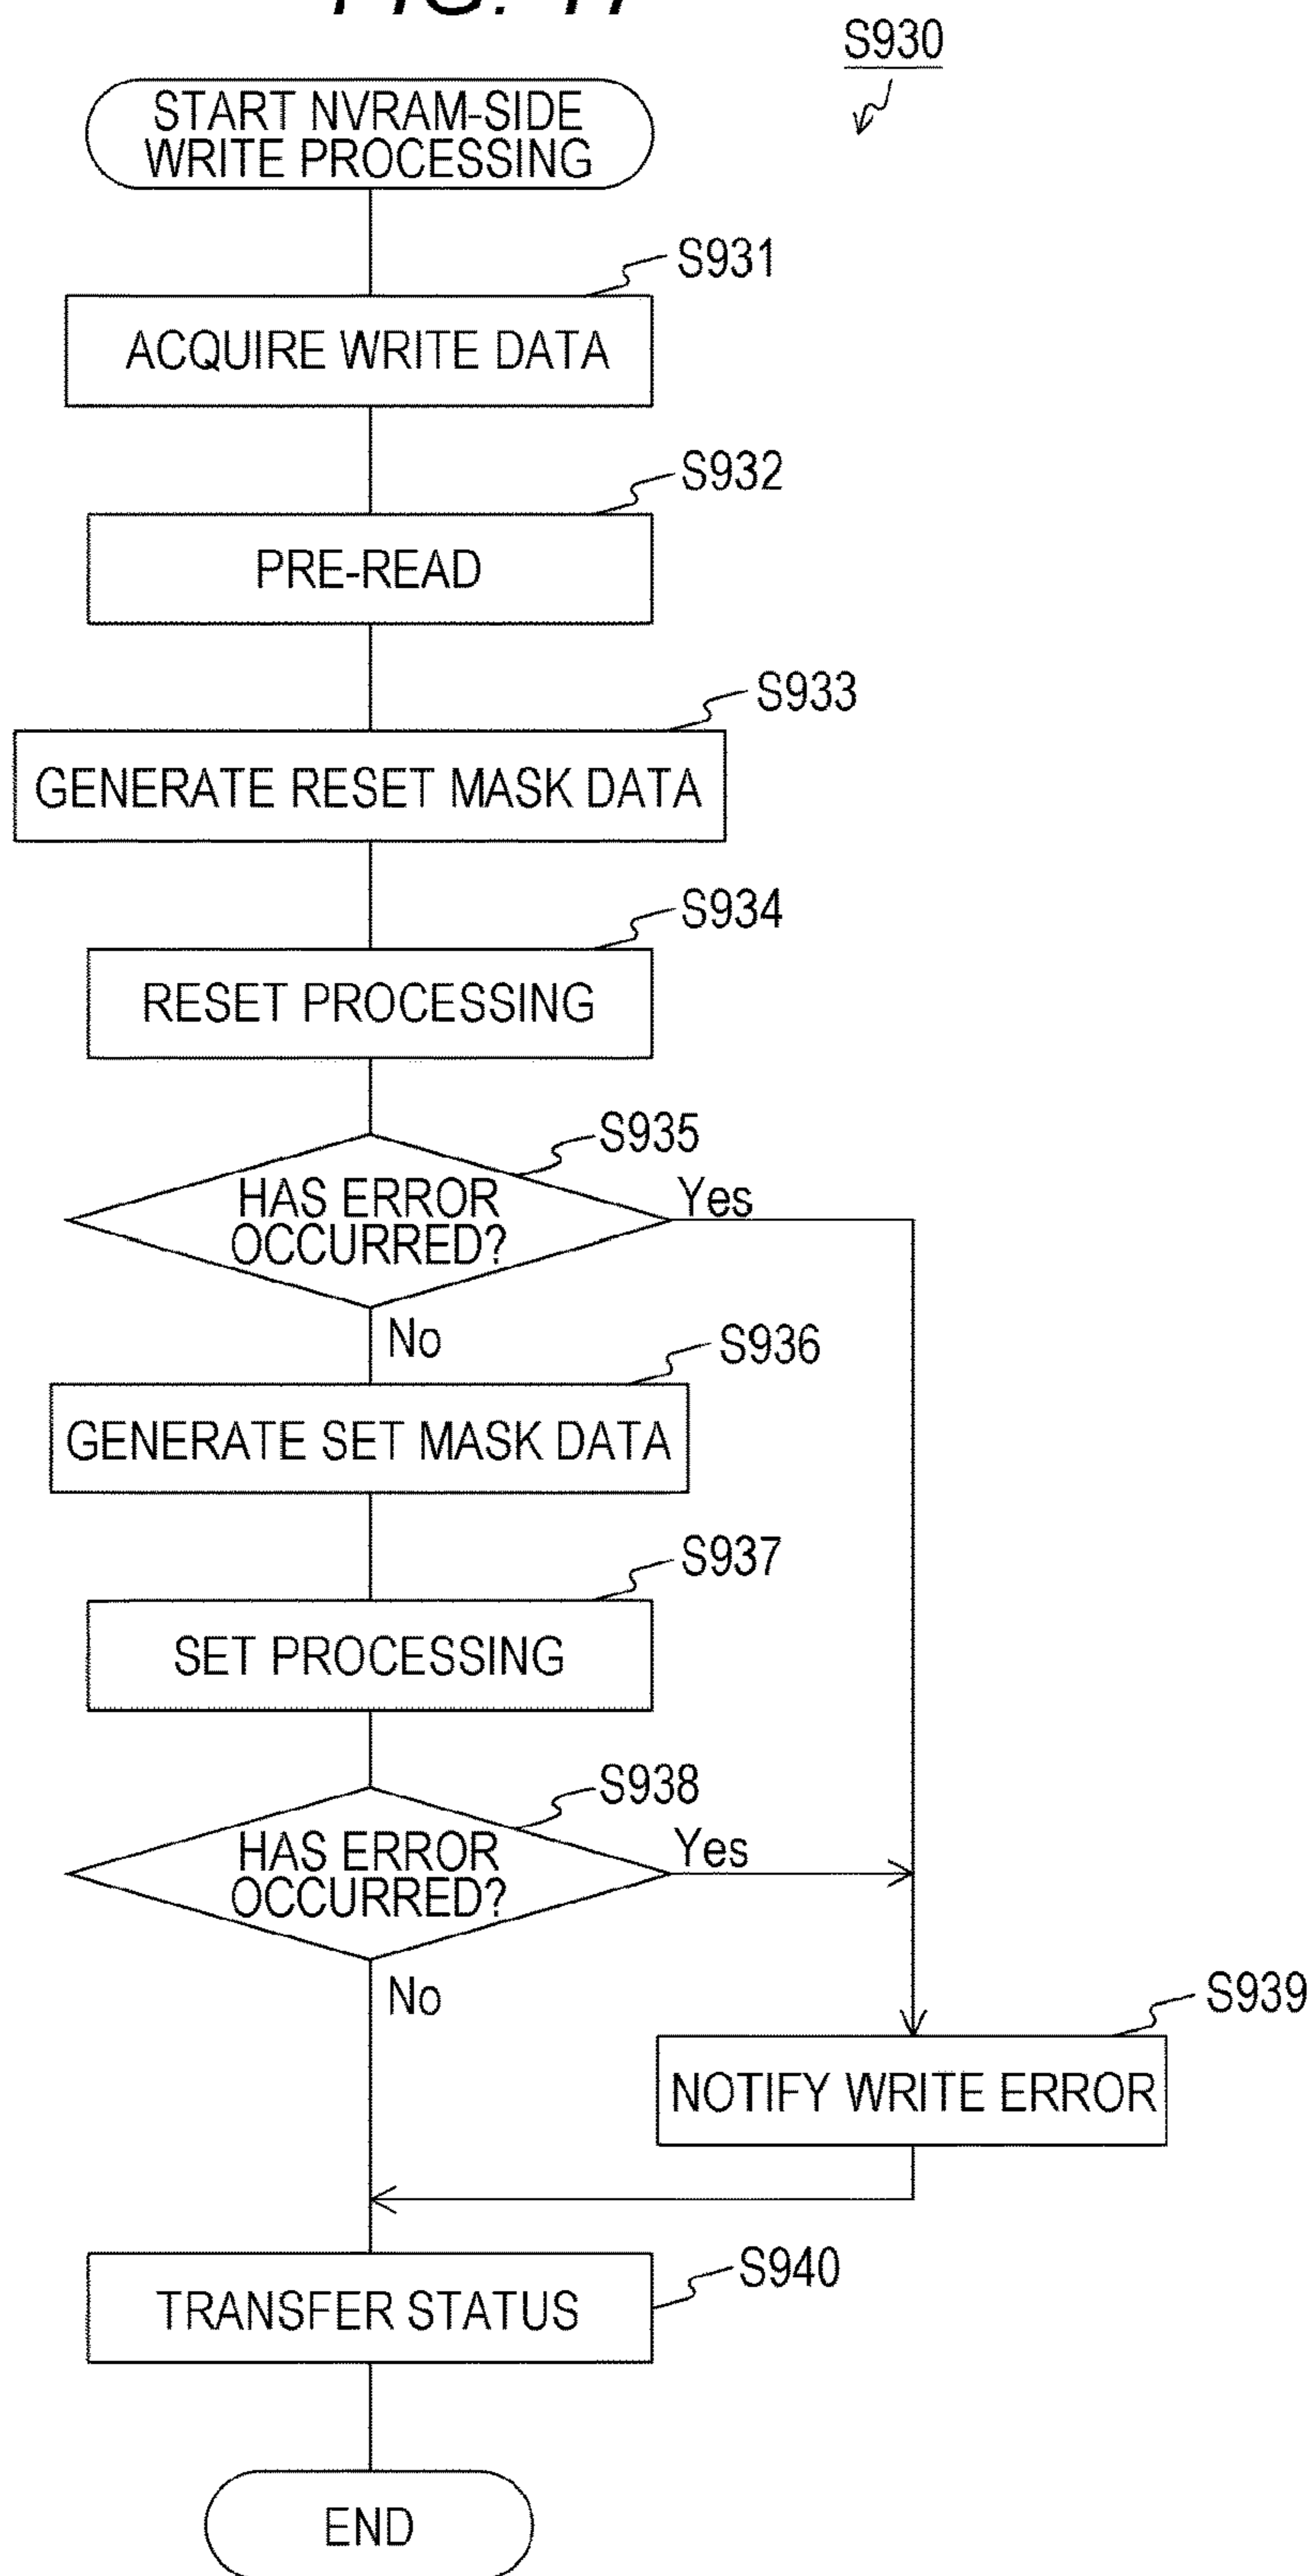 S930
START NVRAM-SIDE
WRITE PROCESSING
S931
ACQUIRE WRITE DATA
S932
PRE-READ
S933
GENERATE RESET MASK DATA
S934
RESET PROCESSING
S935
HAS ERROR
OCCURRED?
Yes
No
S936
GENERATE SET MASK DATA
S937
SET PROCESSING
S938
HAS ERROR
OCCURRED?
Yes
No
S939
NOTIFY WRITE ERROR
S940
TRANSFER STATUS
END